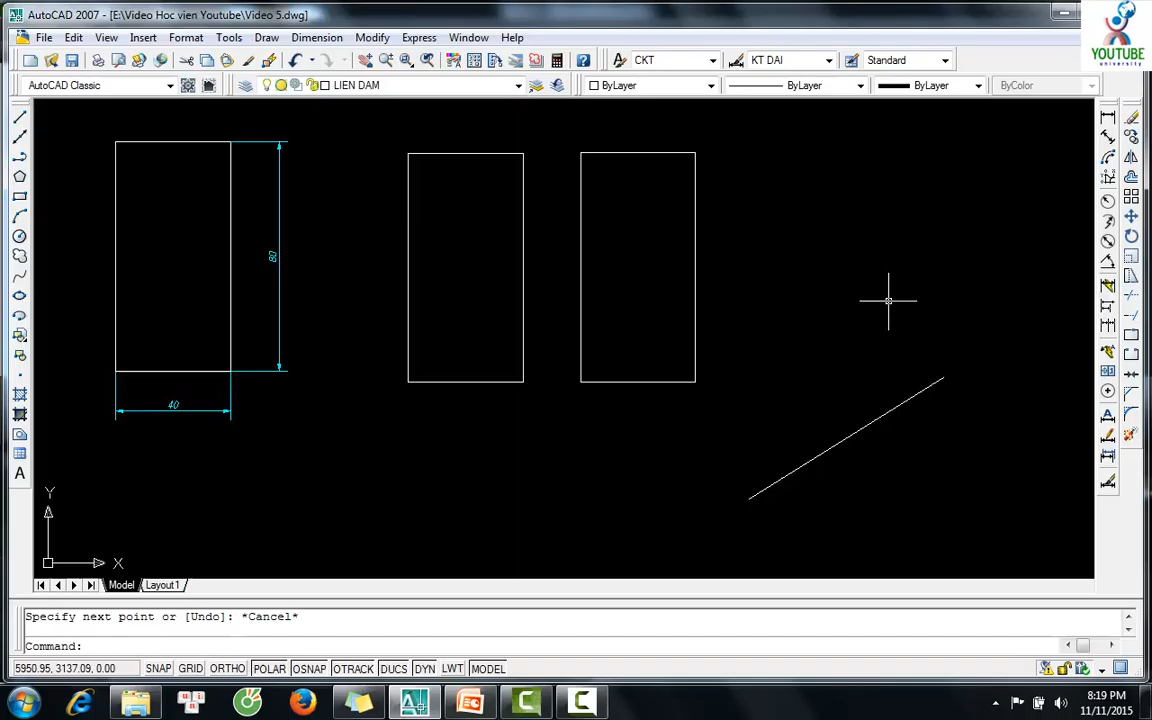 AutoCAD 2007 - [E:\Video Hoc vien Youtube\Video 5.dwg]
File Edit View Insert Format Tools Draw Dimension Modify Express Window Help
CKT KT DAI Standard
AutoCAD Classic LIEN DAM ByLayer ByLayer ByLayer ByColor
YOUTUBE
university
80
40
A
Y
X
Model Layout1
Specify next point or [Undo]: *Cancel*
Command:
5950.95, 3137.09, 0.00 SNAP GRID ORTHO POLAR OSNAP OTRACK DUCS DYN LWT MODEL
8:19 PM
11/11/2015